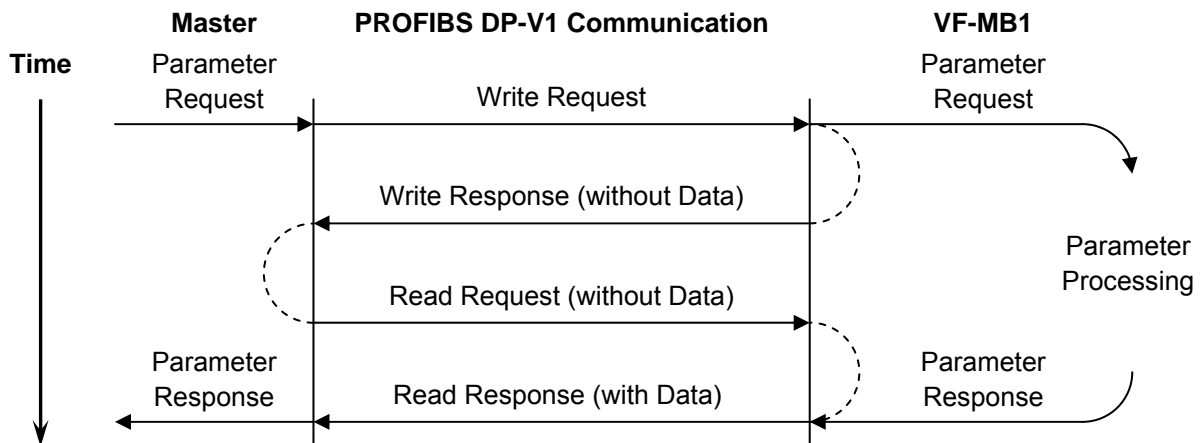 Master
PROFIBS DP-V1 Communication
VF-MB1
Time
Parameter
Request
Write Request
Parameter
Request
Write Response (without Data)
Parameter
Processing
Read Request (without Data)
Parameter
Response
Read Response (with Data)
Parameter
Response